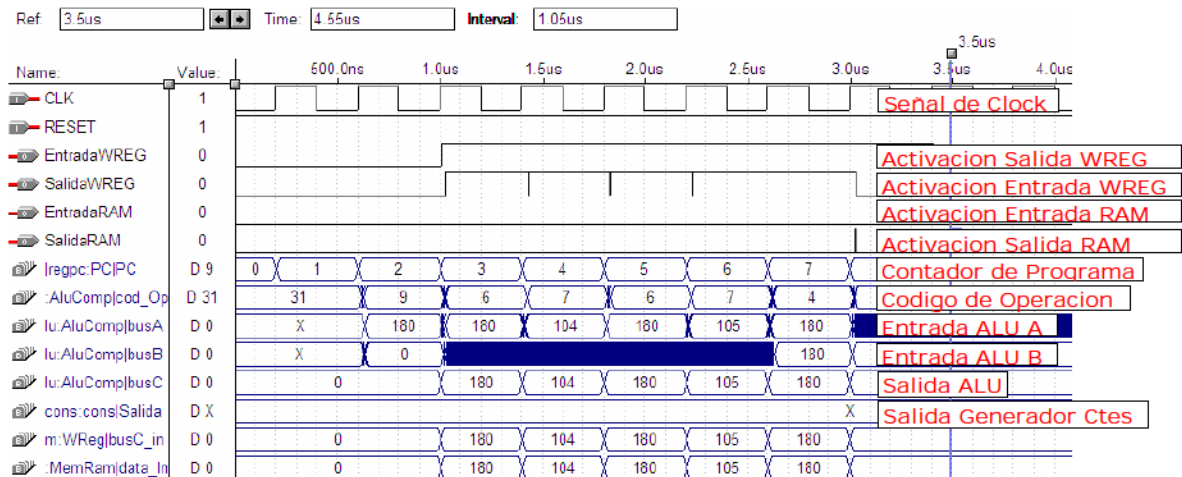 Ref: 3.5us Time: 4.55us Interval: 1.05us
3.5us
Name: Value: 500.0ns 1.0us 1.5us 2.0us 2.5us 3.0us 3.5us 4.0us
CLK 1 Señal de Clock
RESET 1
EntradaWREG 0 Activacion Salida WREG
SalidaWREG 0 Activacion Entrada WREG
EntradaRAM 0 Activacion Entrada RAM
SalidaRAM 0 Activacion Salida RAM
|regpc:PC|PC D 9 0 1 2 3 4 5 6 7 Contador de Programa
:AluComp|cod_Op D 31 31 9 6 7 6 7 4 Codigo de Operacion
lu:AluComp|busA D 0 X 180 180 104 180 105 180 Entrada ALU A
lu:AluComp|busB D 0 X 0 180 Entrada ALU B
lu:AluComp|busC D 0 0 180 104 180 105 180 Salida ALU
cons:cons|Salida D X X Salida Generador Ctes
m:WReg|busC_in D 0 0 180 104 180 105 180
:MemRam|data_In D 0 0 180 104 180 105 180